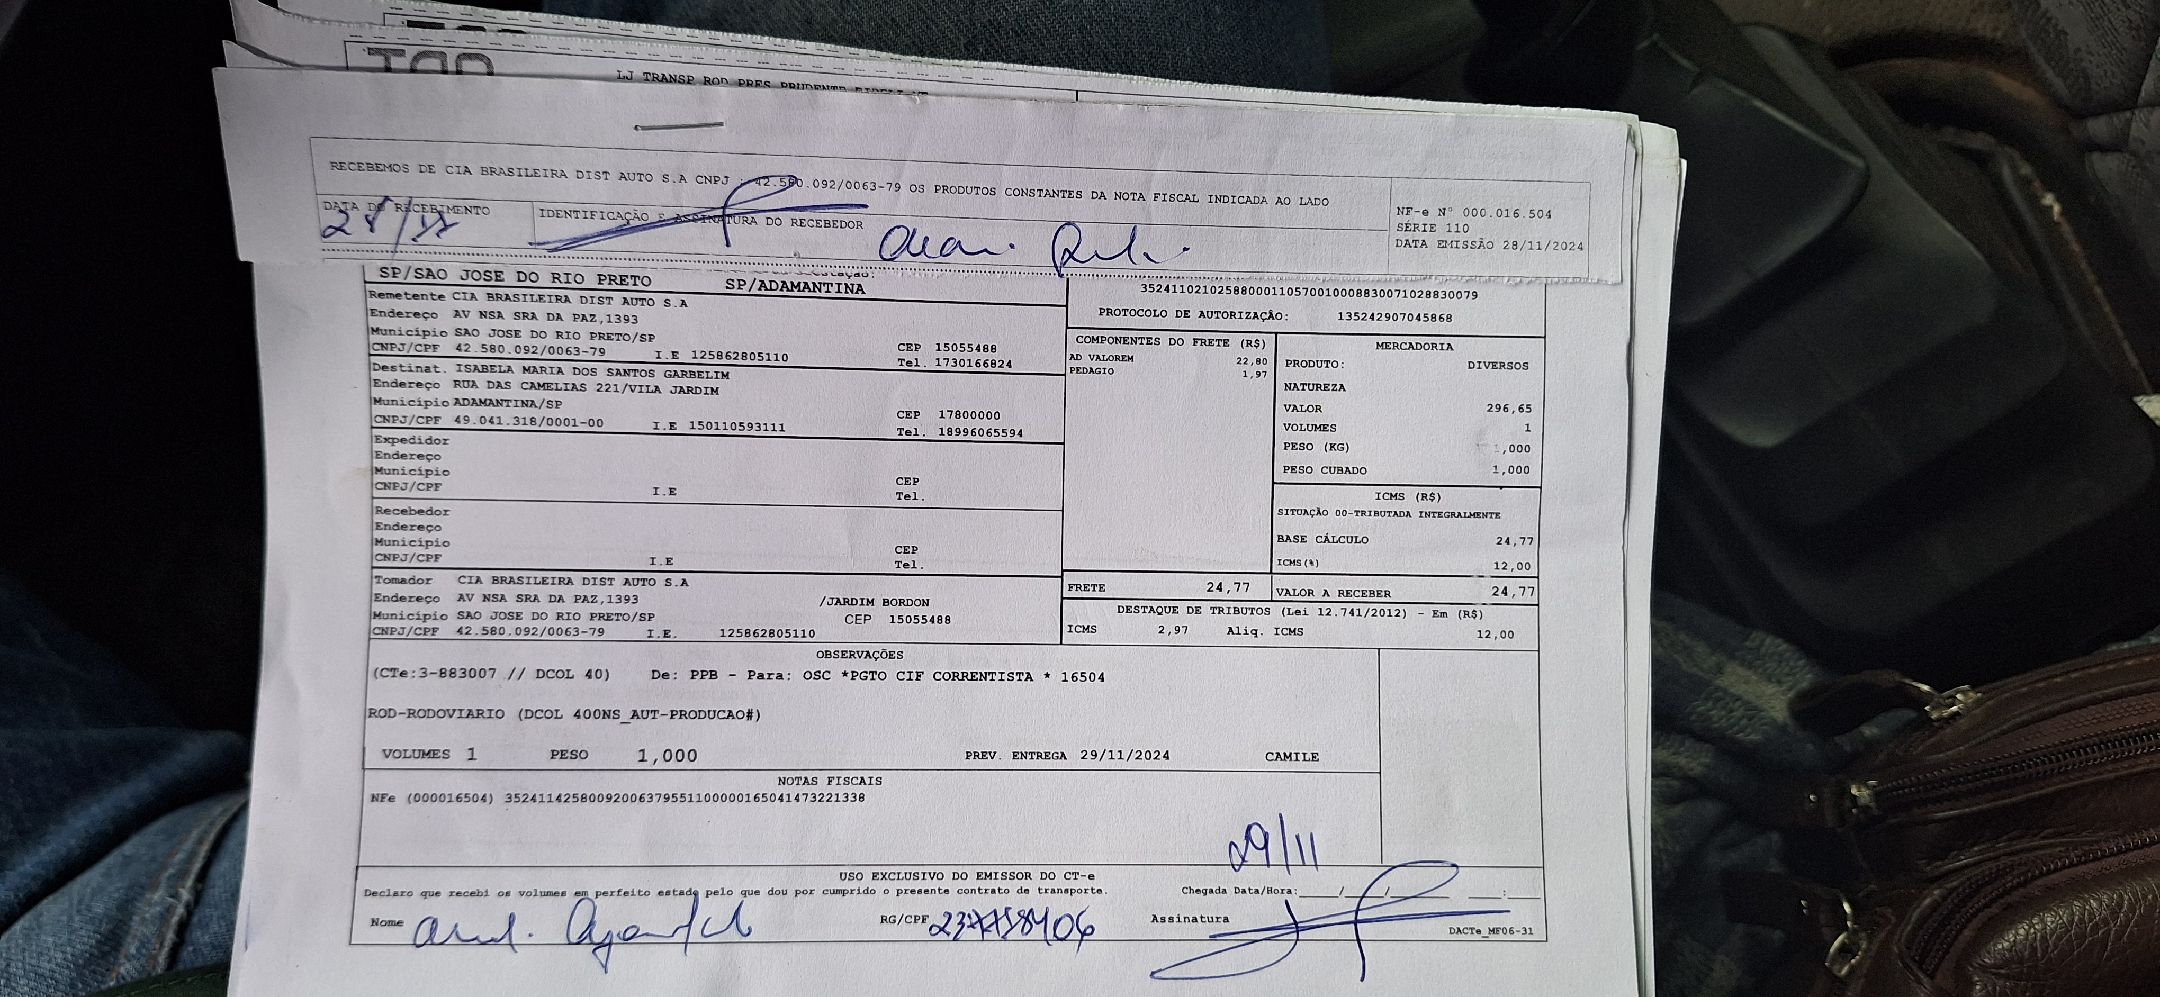 LJ TRANSP ROD PRES PRUDENTE
RECEBEMOS DE CIA BRASILEIRA DIST AUTO S.A CNPJ : 42.580.092/0063-79 OS PRODUTOS CONSTANTES DA NOTA FISCAL INDICADA AO LADO
DATA DO RECEBIMENTO
IDENTIFICAÇÃO E ASSINATURA DO RECEBEDOR
NF-e N° 000.016.504
SÉRIE 110
DATA EMISSÃO 28/11/2024
SP/SAO JOSE DO RIO PRETO SP/ADAMANTINA
35241102102588000110570010008830071028830079
PROTOCOLO DE AUTORIZAÇÃO: 135242907045868
Remetente CIA BRASILEIRA DIST AUTO S.A
Endereço AV NSA SRA DA PAZ,1393
Município SAO JOSE DO RIO PRETO/SP CEP 15055488
CNPJ/CPF 42.580.092/0063-79 I.E 125862805110 Tel. 1730166824
Destinat. ISABELA MARIA DOS SANTOS GARBELIM
Endereço RUA DAS CAMELIAS 221/VILA JARDIM
Município ADAMANTINA/SP CEP 17800000
CNPJ/CPF 49.041.318/0001-00 I.E 150110593111 Tel. 18996065594
Expedidor
Endereço
Município CEP
CNPJ/CPF I.E Tel.
Recebedor
Endereço
Município CEP
CNPJ/CPF I.E Tel.
Tomador CIA BRASILEIRA DIST AUTO S.A
Endereço AV NSA SRA DA PAZ,1393 /JARDIM BORDON
Município SAO JOSE DO RIO PRETO/SP CEP 15055488
CNPJ/CPF 42.580.092/0063-79 I.E. 125862805110
COMPONENTES DO FRETE (R$)
AD VALOREM 22,80
PEDAGIO 1,97
MERCADORIA
PRODUTO: DIVERSOS
NATUREZA
VALOR 296,65
VOLUMES 1
PESO (KG) 1,000
PESO CUBADO 1,000
ICMS (R$)
SITUAÇÃO 00-TRIBUTADA INTEGRALMENTE
BASE CÁLCULO 24,77
ICMS(%) 12,00
FRETE 24,77 VALOR A RECEBER 24,77
DESTAQUE DE TRIBUTOS (Lei 12.741/2012) - Em (R$)
ICMS 2,97 Aliq. ICMS 12,00
OBSERVAÇÕES
(CTe:3-883007 // DCOL 40) De: PPB - Para: OSC *PGTO CIF CORRENTISTA * 16504
ROD-RODOVIARIO (DCOL 400NS_AUT-PRODUCAO#)
VOLUMES 1 PESO 1,000 PREV. ENTREGA 29/11/2024 CAMILE
NOTAS FISCAIS
NFe (000016504) 35241142580092006379551100000165041473221338
29/11
USO EXCLUSIVO DO EMISSOR DO CT-e
Declaro que recebi os volumes em perfeito estado pelo que dou por cumprido o presente contrato de transporte. Chegada Data/Hora: / / :
Nome RG/CPF Assinatura
DACTe_MF06-31